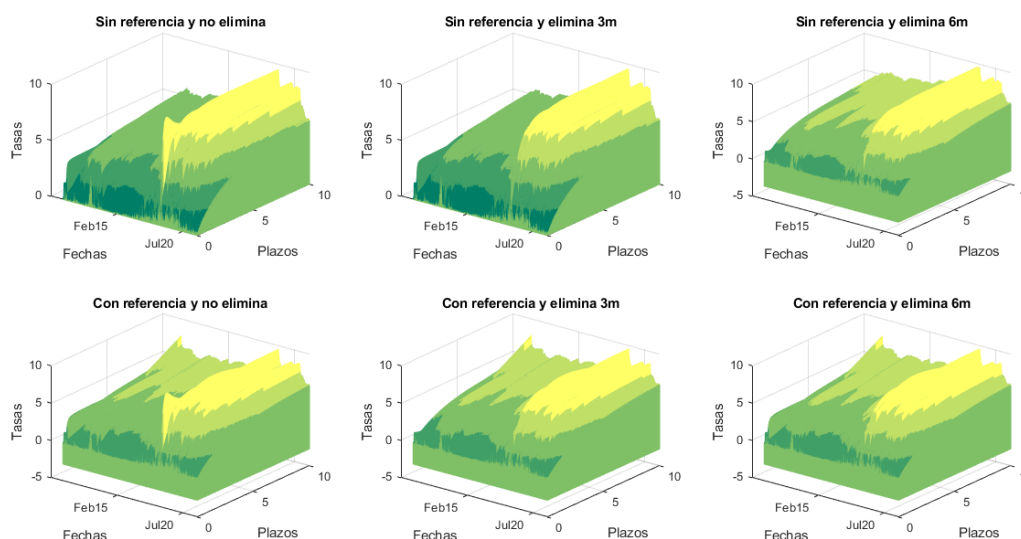 Sin referencia y no elimina
10
5
0
Tasas
Feb15
Jul20
Fechas
0
5
10
Plazos
Sin referencia y elimina 3m
10
5
0
Tasas
Feb15
Jul20
Fechas
0
5
10
Plazos
Sin referencia y elimina 6m
10
5
0
-5
Tasas
Feb15
Jul20
Fechas
0
5
Plazos
Con referencia y no elimina
10
5
0
-5
Tasas
Feb15
Jul20
Fechas
0
5
10
Plazos
Con referencia y elimina 3m
10
5
0
-5
Tasas
Feb15
Jul20
Fechas
0
5
10
Plazos
Con referencia y elimina 6m
10
5
0
-5
Tasas
Feb15
Jul20
Fechas
0
5
Plazos